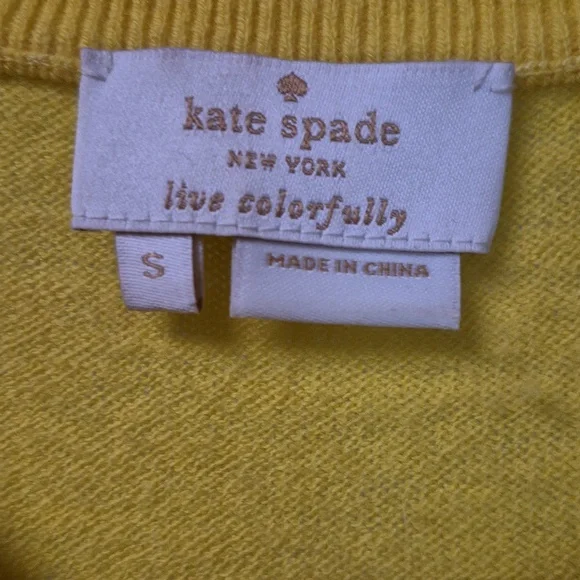 kate spade
NEW YORK
live colorfully
S
MADE IN CHINA